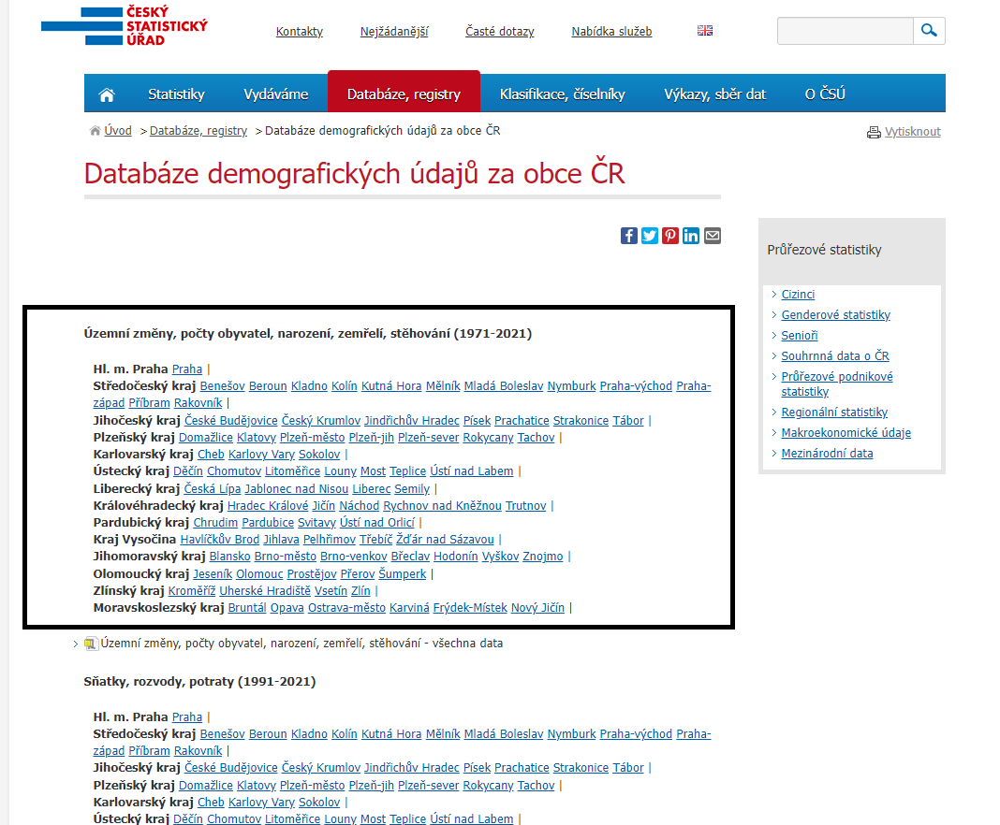 ČESKÝ
STATISTICKÝ
ÚŘAD
Kontakty Nejžádanější Časté dotazy Nabídka služeb
Statistiky Vydáváme Databáze, registry Klasifikace, číselníky Výkazy, sběr dat O ČSÚ
Úvod > Databáze, registry > Databáze demografických údajů za obce ČR
Vytisknout
Databáze demografických údajů za obce ČR
Územní změny, počty obyvatel, narození, zemřelí, stěhování (1971-2021)
Hl. m. Praha Praha |
Středočeský kraj Benešov Beroun Kladno Kolín Kutná Hora Mělník Mladá Boleslav Nymburk Praha-východ Praha-
západ Příbram Rakovník |
Jihočeský kraj České Budějovice Český Krumlov Jindřichův Hradec Písek Prachatice Strakonice Tábor |
Plzeňský kraj Domažlice Klatovy Plzeň-město Plzeň-jih Plzeň-sever Rokycany Tachov |
Karlovarský kraj Cheb Karlovy Vary Sokolov |
Ústecký kraj Děčín Chomutov Litoměřice Louny Most Teplice Ústí nad Labem |
Liberecký kraj Česká Lípa Jablonec nad Nisou Liberec Semily |
Královéhradecký kraj Hradec Králové Jičín Náchod Rychnov nad Kněžnou Trutnov |
Pardubický kraj Chrudim Pardubice Svitavy Ústí nad Orlicí |
Kraj Vysočina Havlíčkův Brod Jihlava Pelhřimov Třebíč Žďár nad Sázavou |
Jihomoravský kraj Blansko Brno-město Brno-venkov Břeclav Hodonín Vyškov Znojmo |
Olomoucký kraj Jeseník Olomouc Prostějov Přerov Šumperk |
Zlínský kraj Kroměříž Uherské Hradiště Vsetín Zlín |
Moravskoslezský kraj Bruntál Opava Ostrava-město Karviná Frýdek-Místek Nový Jičín |
Územní změny, počty obyvatel, narození, zemřelí, stěhování - všechna data
Sňatky, rozvody, potraty (1991-2021)
Hl. m. Praha Praha |
Středočeský kraj Benešov Beroun Kladno Kolín Kutná Hora Mělník Mladá Boleslav Nymburk Praha-východ Praha-
západ Příbram Rakovník |
Jihočeský kraj České Budějovice Český Krumlov Jindřichův Hradec Písek Prachatice Strakonice Tábor |
Plzeňský kraj Domažlice Klatovy Plzeň-město Plzeň-jih Plzeň-sever Rokycany Tachov |
Karlovarský kraj Cheb Karlovy Vary Sokolov |
Ústecký kraj Děčín Chomutov Litoměřice Louny Most Teplice Ústí nad Labem |
Průřezové statistiky
Cizinci
Genderové statistiky
Senioři
Souhrnná data o ČR
Průřezové podnikové
statistiky
Regionální statistiky
Makroekonomické údaje
Mezinárodní data